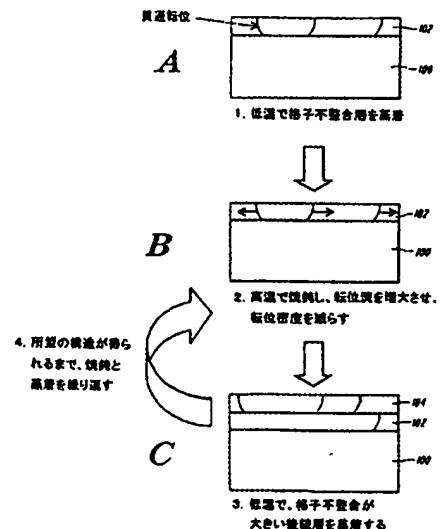 貫通転位
102
A
100
1. 低温で格子不整合層を蒸着
102
B
100
2. 高温で焼鈍し、転位流を増大させ、
転位密度を減らす
4. 所望の構造が得ら
れるまで、焼鈍と
蒸着を繰り返す
104
102
C
100
3. 低温で、格子不整合が
大きい後続層を蒸着する